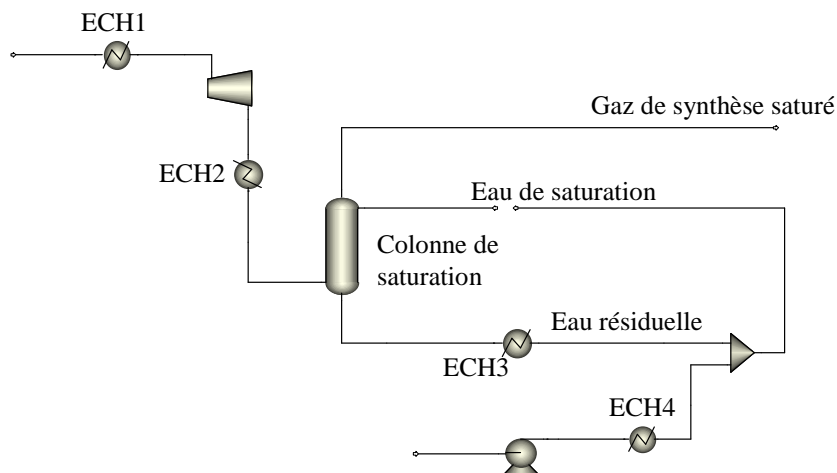 ECH1
Gaz de synthèse saturé
ECH2
Eau de saturation
Colonne de
saturation
Eau résiduelle
ECH3
ECH4